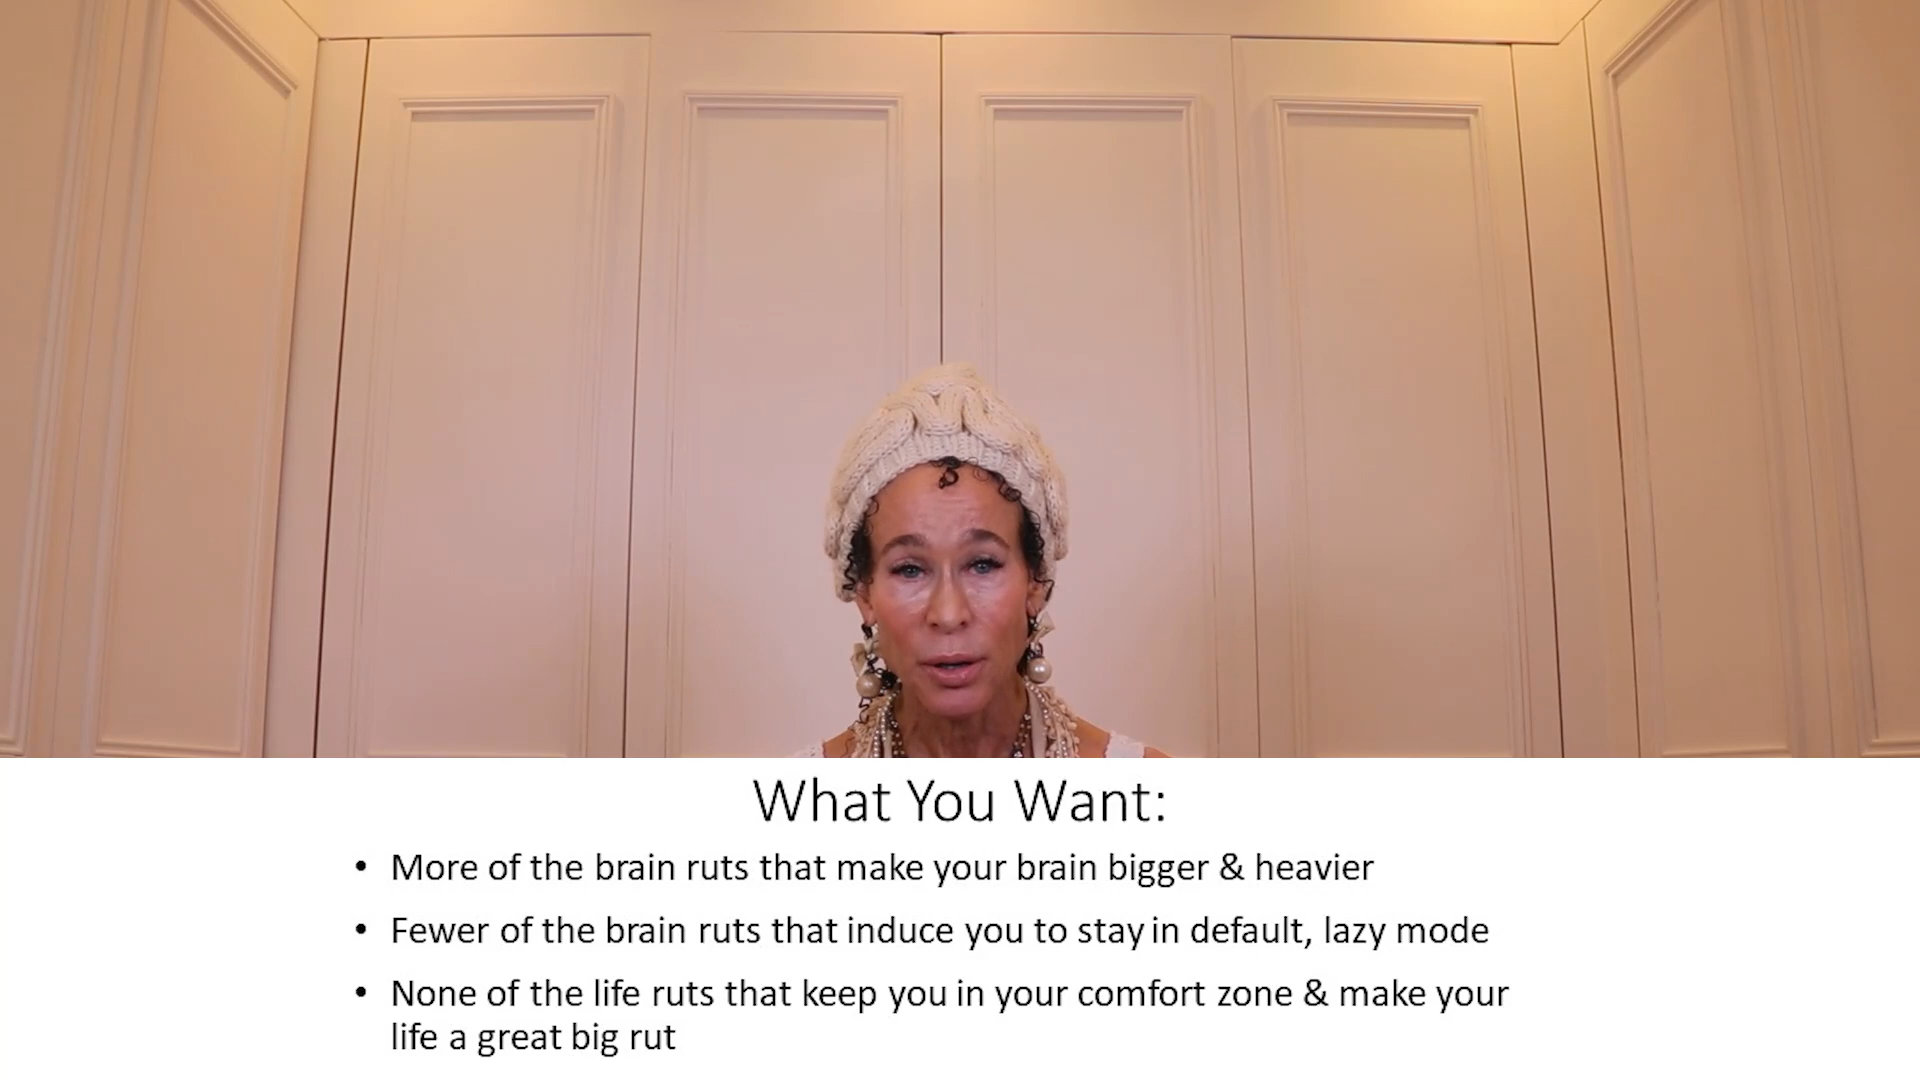 What You Want:
• More of the brain ruts that make your brain bigger & heavier
• Fewer of the brain ruts that induce you to stay in default, lazy mode
• None of the life ruts that keep you in your comfort zone & make your
life a great big rut